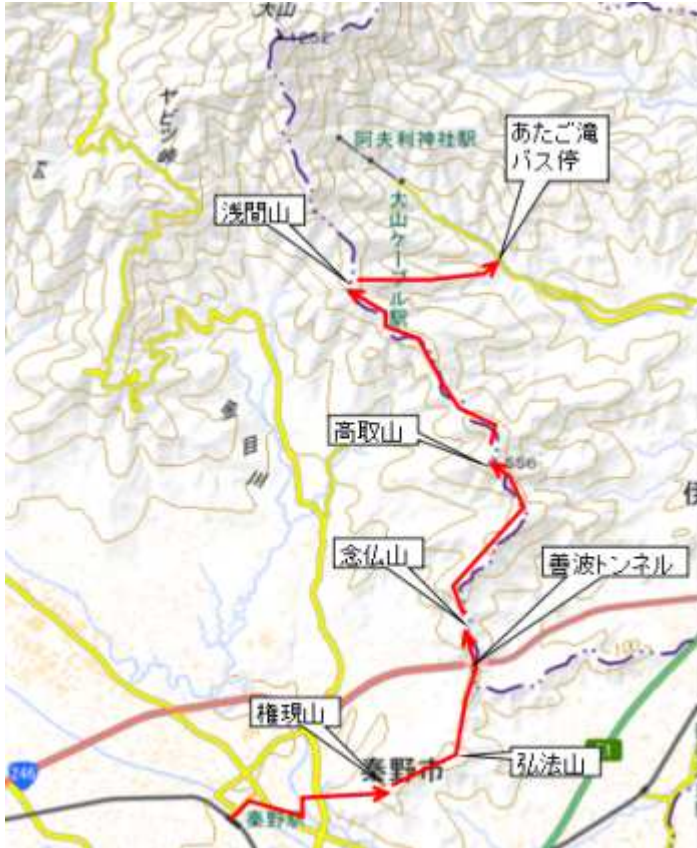 大山
1252
ヤビツ峠
阿夫利神社駅
あたご滝
バス停
浅間山
大山ケーブル駅
金目川
高取山
556
念仏山
善波トンネル
権現山
秦野市
弘法山
71
246
秦野駅